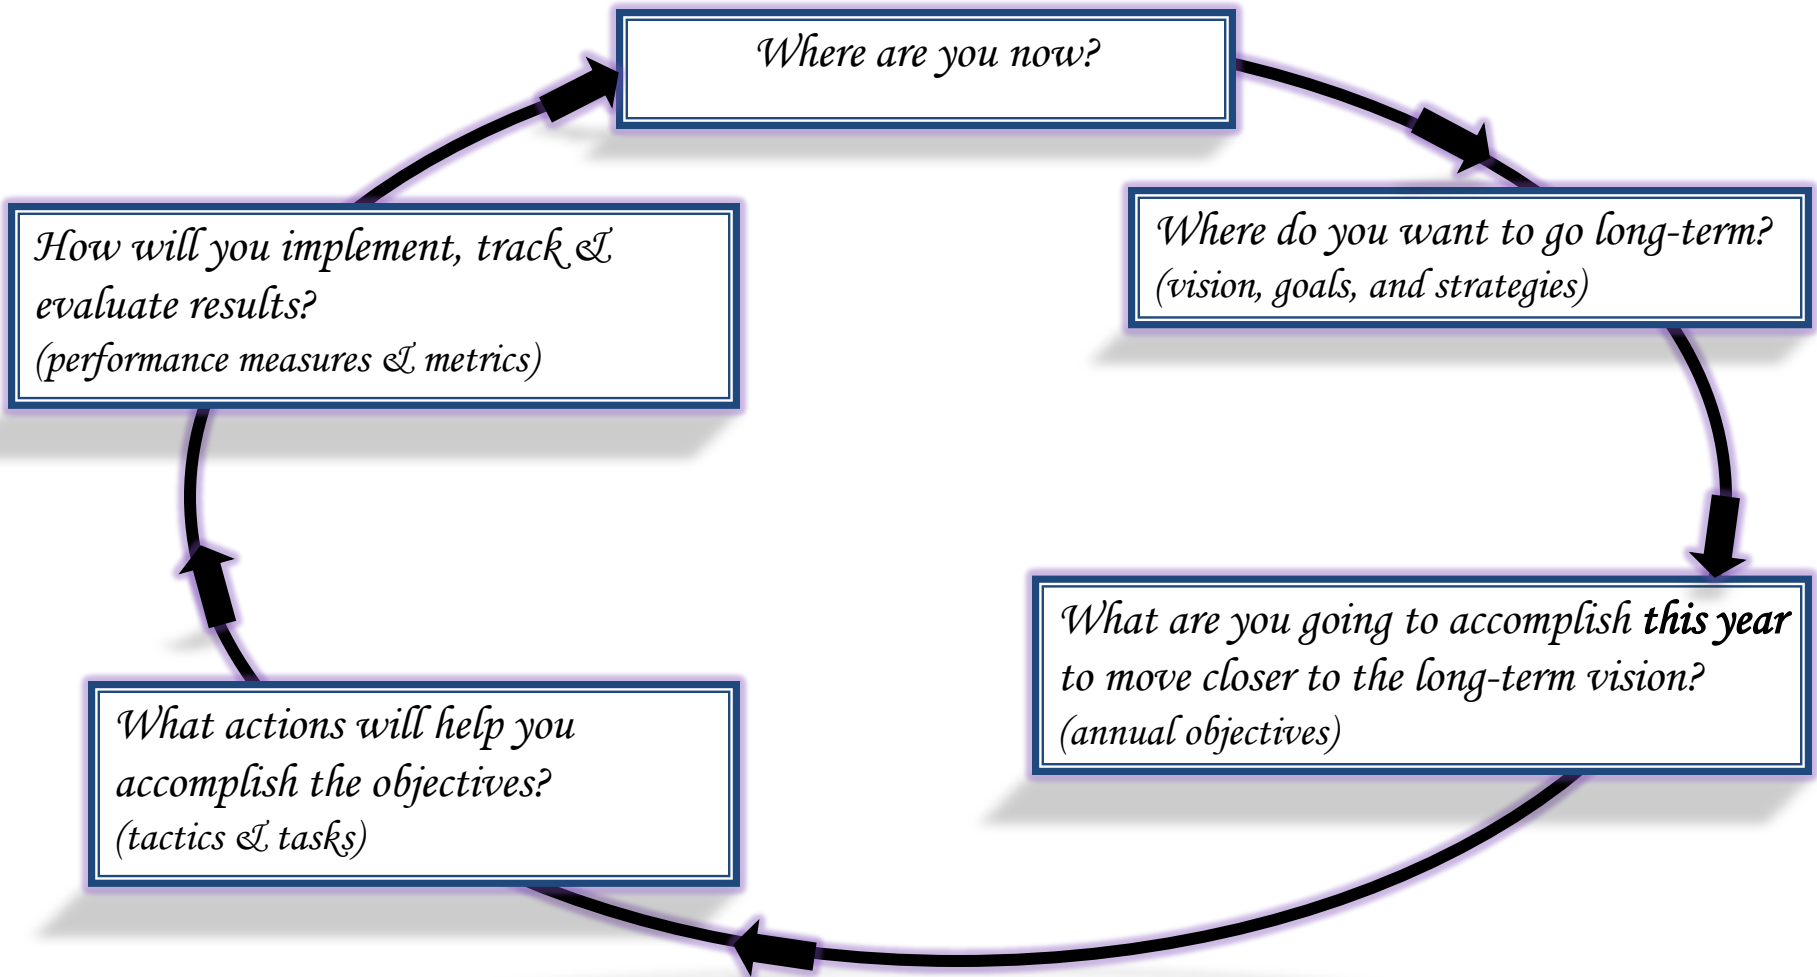 Where are you now?
Where do you want to go long-term?
(vision, goals, and strategies)
What are you going to accomplish this year
to move closer to the long-term vision?
(annual objectives)
What actions will help you
accomplish the objectives?
(tactics & tasks)
How will you implement, track &
evaluate results?
(performance measures & metrics)